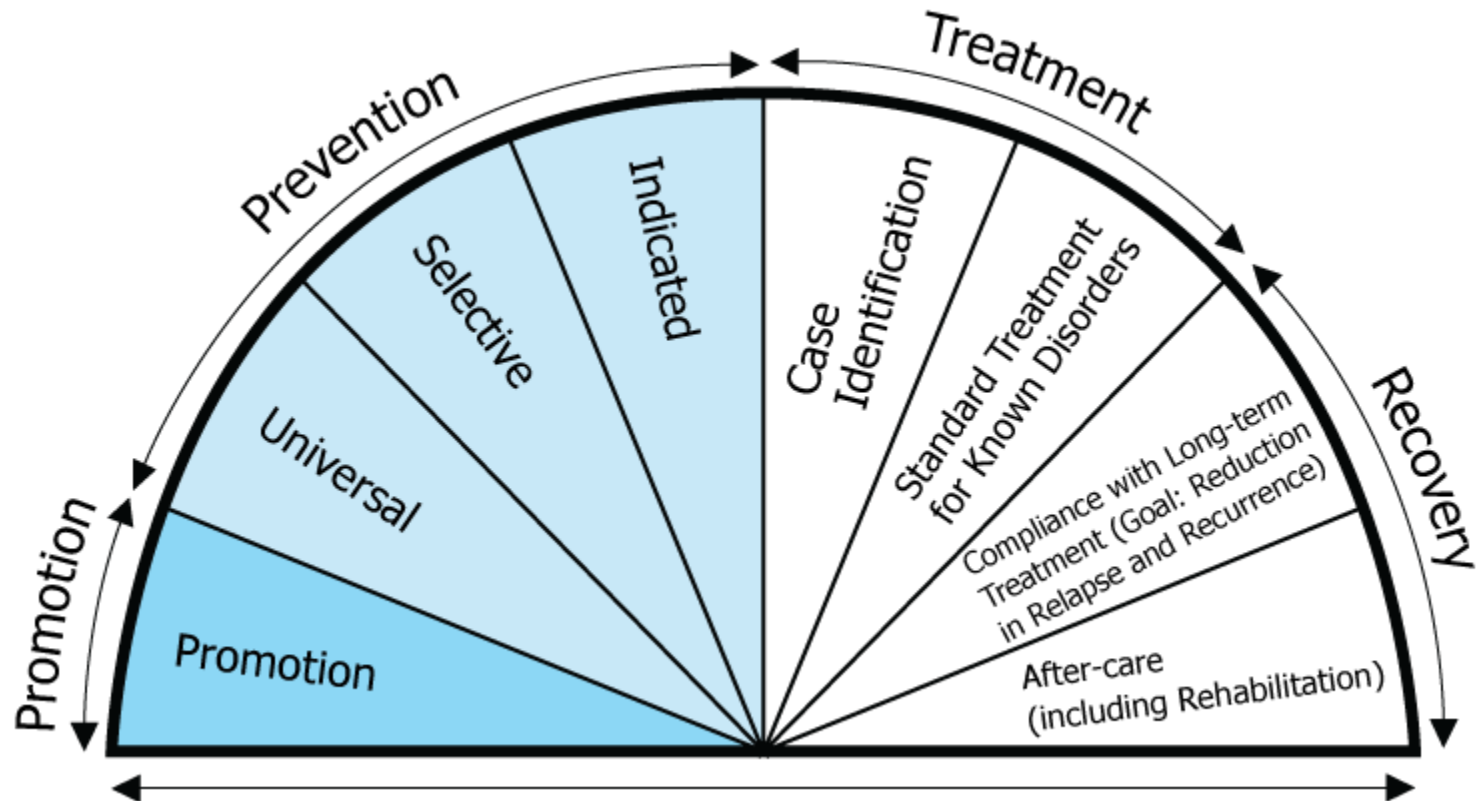 Promotion
Prevention
Treatment
Recovery
Promotion
Universal
Selective
Indicated
Case
Identification
Standard Treatment
for Known Disorders
Compliance with Long-term
Treatment (Goal: Reduction
in Relapse and Recurrence)
After-care
(including Rehabilitation)